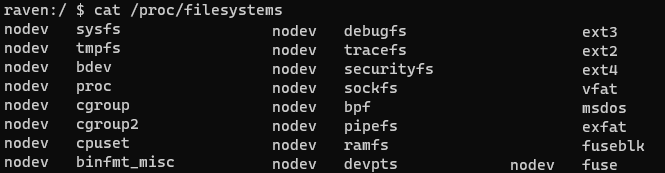 raven:/ $ cat /proc/filesystems
nodev sysfs
nodev tmpfs
nodev bdev
nodev proc
nodev cgroup
nodev cgroup2
nodev cpuset
nodev binfmt_misc
nodev debugfs
nodev tracefs
nodev securityfs
nodev sockfs
nodev bpf
nodev pipefs
nodev ramfs
nodev devpts
ext3
ext2
ext4
vfat
msdos
exfat
fuseblk
nodev fuse